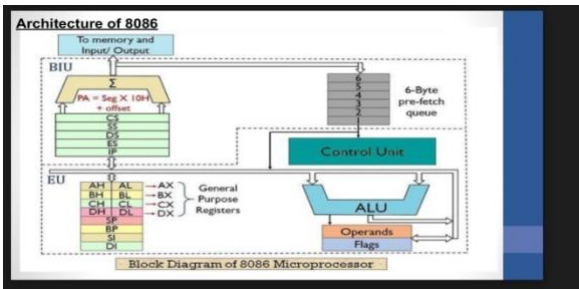 Architecture of 8086
To memory and
Input/ Output
BIU
Σ
PA = Seg X 10H
+ offset
CS
SS
DS
ES
IP
6
5
4
3
2
6-Byte
pre-fetch
queue
Control Unit
EU
AH AL AX
BH BL BX
CH CL CX
DH DL DX
SP
BP
SI
DI
General
Purpose
Registers
ALU
Operands
Flags
Block Diagram of 8086 Microprocessor